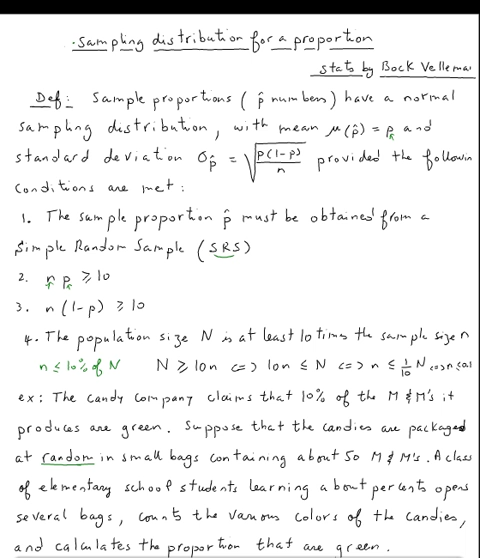 .Sampling distribution for a proportion
stats by Bock Vellema
Def: Sample proportions ( p̂ numbers) have a normal
sampling distribution, with mean μ(p̂) = p and
standard deviation σp̂ = √(p(1-p)/n) provided the followin
conditions are met:
1. The sample proportion p̂ must be obtained from a
Simple Random Sample (SRS)
2. n p ≥ 10
3. n (1-p) ≥ 10
4. The population size N is at least 10 times the sample size n
n ≤ 10% of N N ≥ 10n <=> 10n ≤ N <=> n ≤ 1/10 N
ex: The candy company claims that 10% of the M & M's it
produces are green. Suppose that the candies are packaged
at random in small bags containing about 50 M & M's. A class
of elementary school students learning about percents opens
several bags, counts the various colors of the candies,
and calculates the proportion that are green.